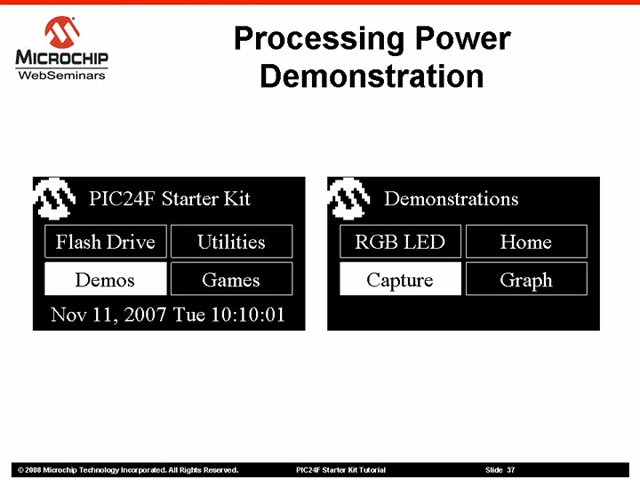 MICROCHIP
WebSeminars
Processing Power
Demonstration
PIC24F Starter Kit
Flash Drive Utilities
Demos Games
Nov 11, 2007 Tue 10:10:01
Demonstrations
RGB LED Home
Capture Graph
© 2008 Microchip Technology Incorporated. All Rights Reserved. PIC24F Starter Kit Tutorial Slide 37